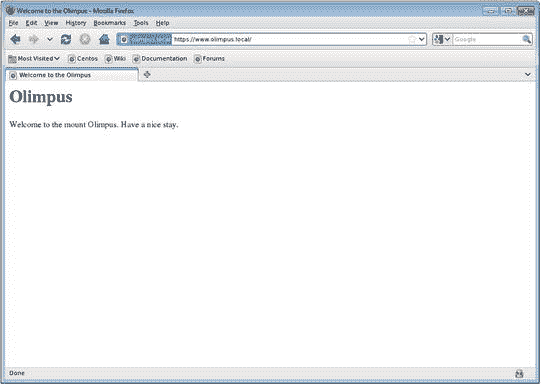 Welcome to the Olimpus - Mozilla Firefox
File Edit View History Bookmarks Tools Help
https://www.olimpus.local/ Google
Most Visited Centos Wiki Documentation Forums
Welcome to the Olimpus
Olimpus
Welcome to the mount Olimpus. Have a nice stay.
Done